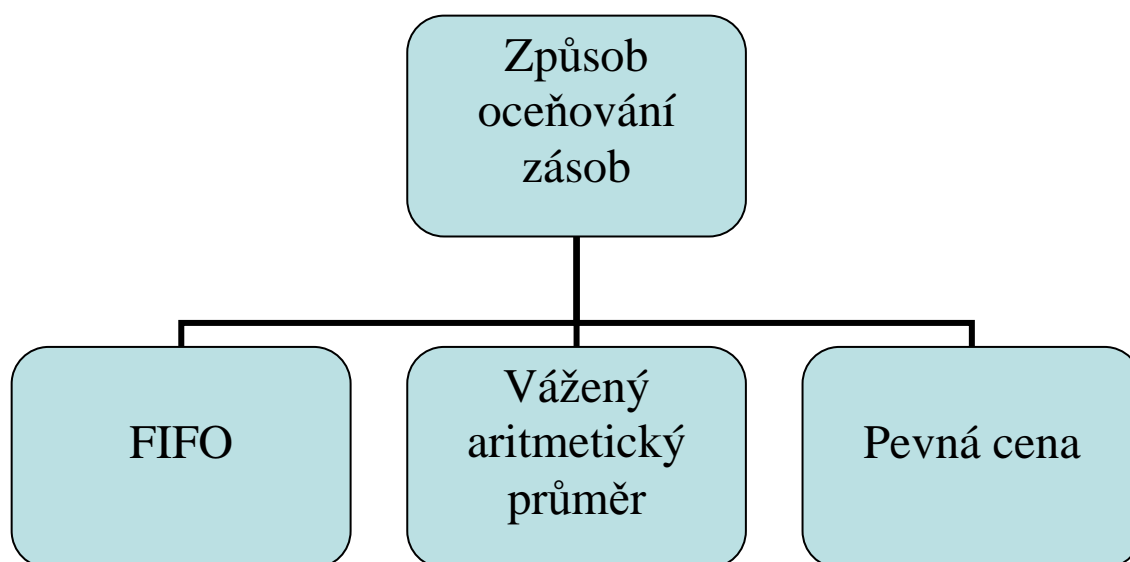 Způsob
oceňování
zásob
FIFO
Vážený
aritmetický
průměr
Pevná cena